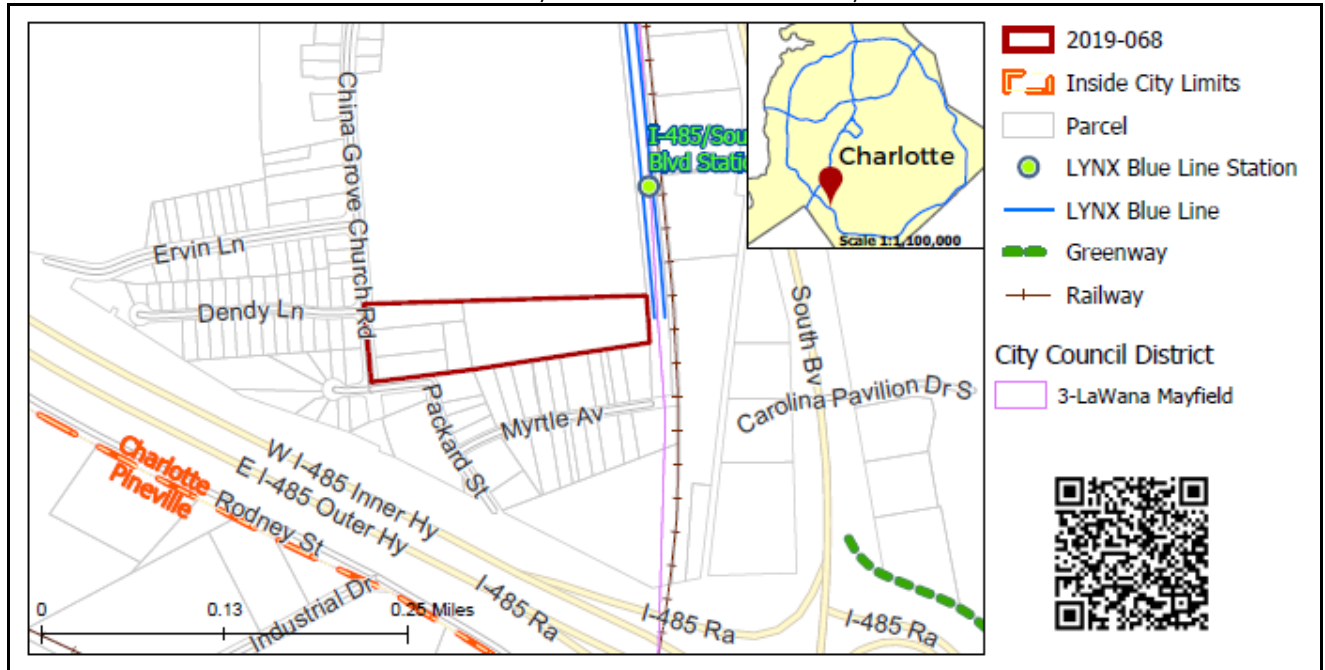 China Grove Church Rd
I-485/Sou
Blvd Statio
Charlotte
Scale 1:1,100,000
Ervin Ln
Dendy Ln
South Bv
Packard St
Myrtle Av
Carolina Pavilion Dr S
W I-485 Inner Hy
E I-485 Outer Hy
Charlotte
Pineville
Rodney St
Industrial Dr
I-485 Ra
I-485 Ra
I-485 Ra
0
0.13
0.25 Miles
2019-068
Inside City Limits
Parcel
LYNX Blue Line Station
LYNX Blue Line
Greenway
Railway
City Council District
3-LaWana Mayfield